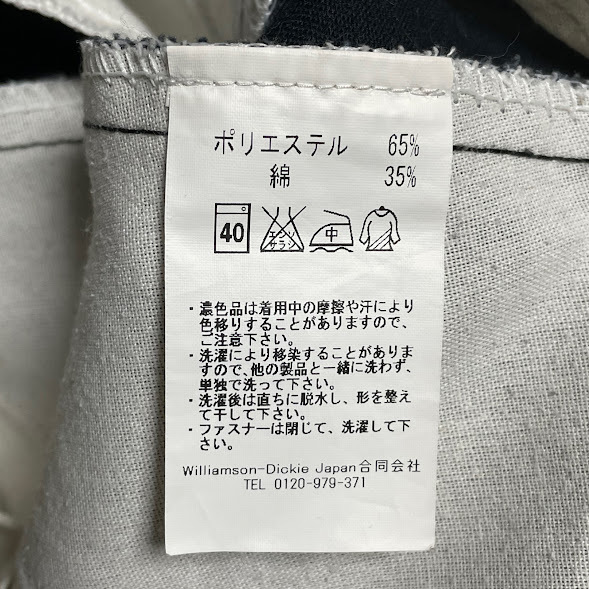 ポリエステル 65%
綿 35%
40 エンソ サラシ 中
・濃色品は着用中の摩擦や汗により
色移りすることがありますので、
ご注意下さい。
・洗濯により移染することがありま
すので、他の製品と一緒に洗わず、
単独で洗って下さい。
・洗濯後は直ちに脱水し、形を整え
て干して下さい。
・ファスナーは閉じて、洗濯して下
さい。
Williamson-Dickie Japan合同会社
TEL 0120-979-371